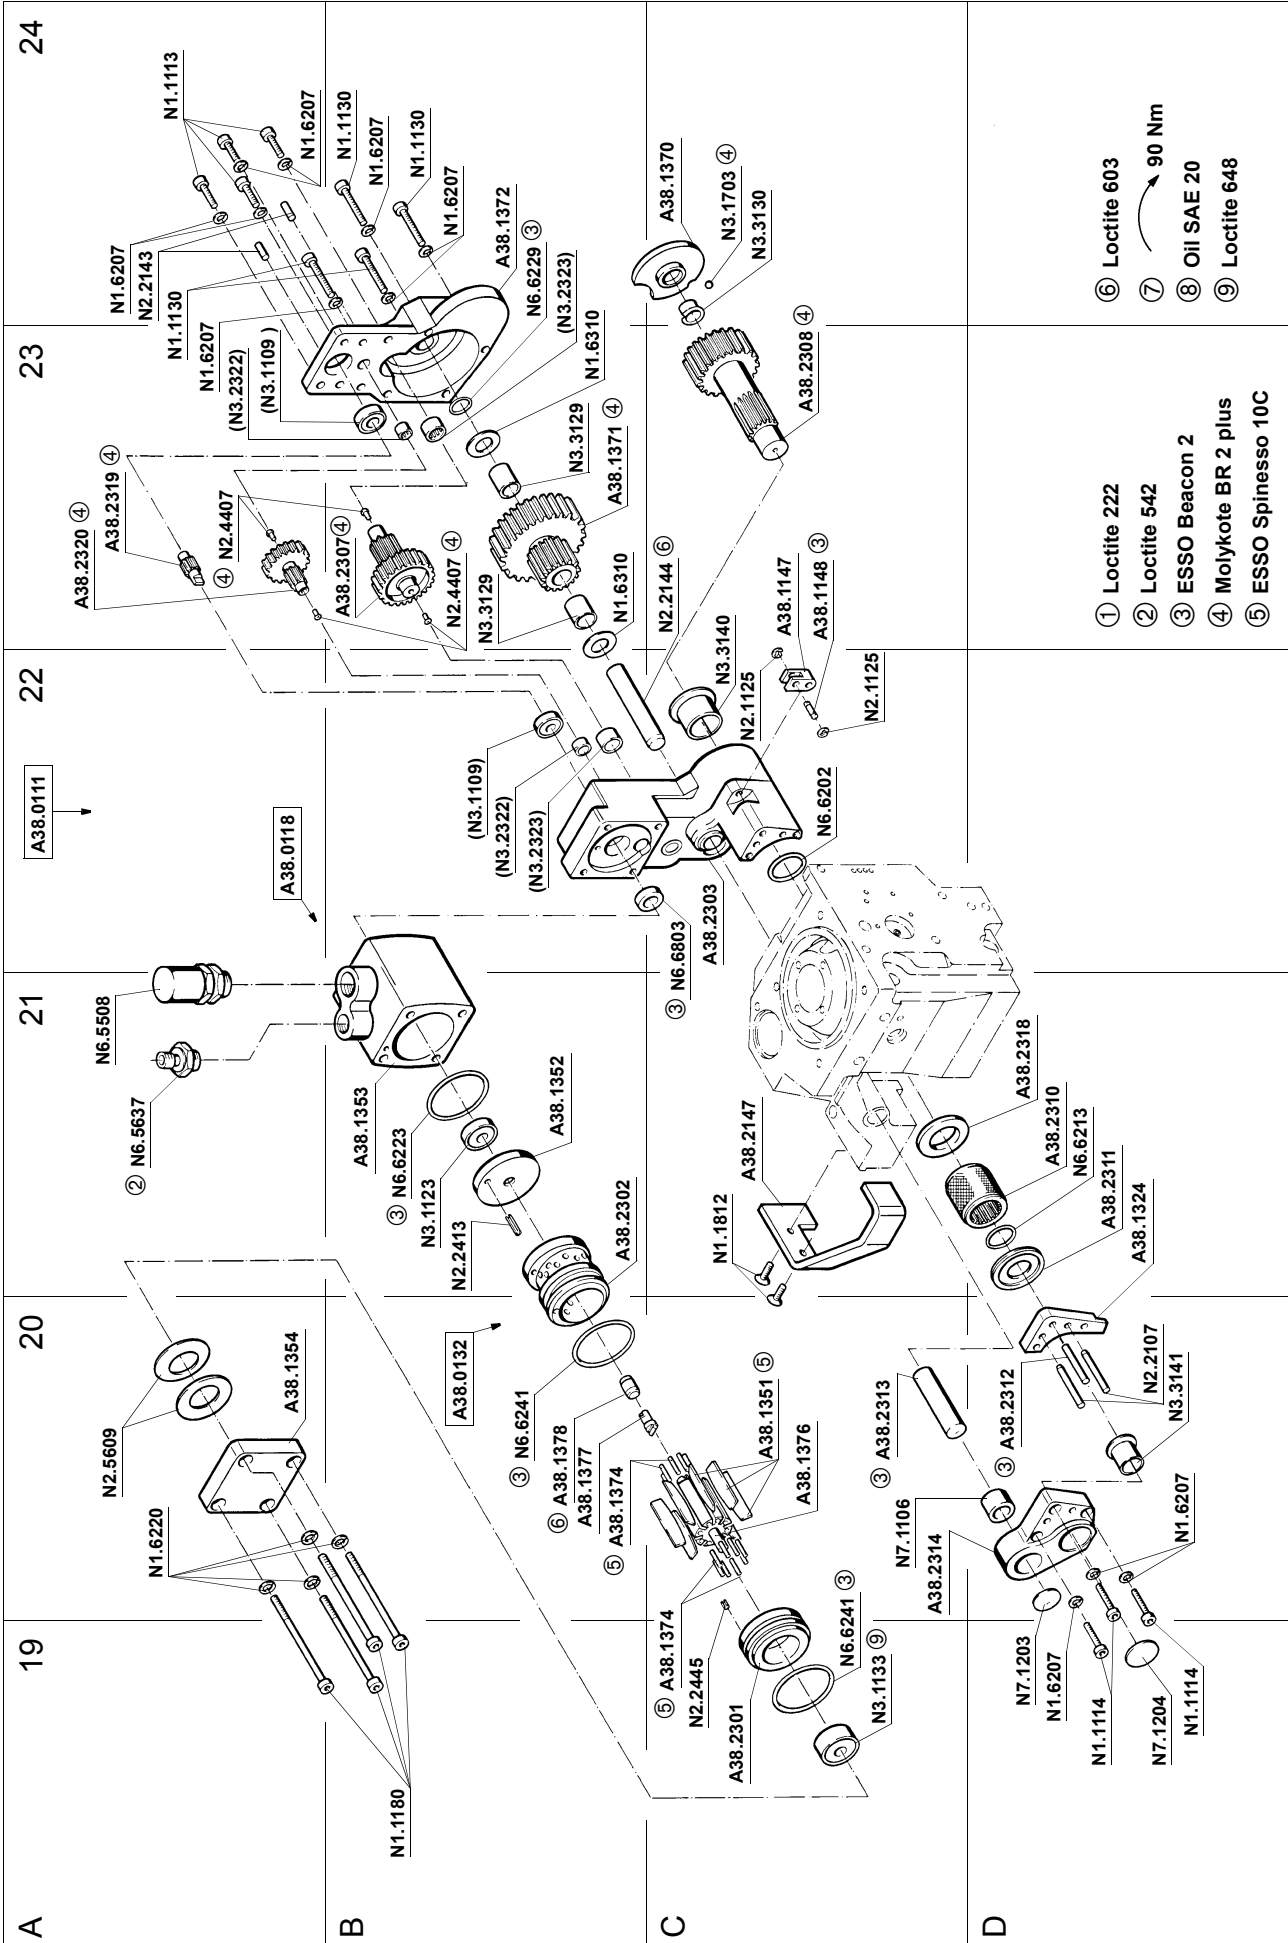 A
B
C
D
19
20
21
22
23
24
A38.0111
A38.0118
A38.0132
N1.1180
N1.6220
N2.5609
A38.1354
② N6.5637
N6.5508
A38.1353
③ N6.6223
N3.1123
A38.1352
N2.2413
A38.2302
③ N6.6241
⑥ A38.1378
A38.1377
⑤ A38.1374
A38.1351 ⑤
A38.1376
⑤ A38.1374
N2.2445
A38.2301
N6.6241 ③
N3.1133 ⑨
N1.1113
N1.6207
N1.1130
N1.6207
N1.1130
N1.6207
A38.1372
N6.6229 ③
(N3.2323)
N1.6310
N1.6207
N2.2143
N1.1130
N1.6207
(N3.1109)
(N3.2322)
A38.2319 ④
A38.2320 ④
④ N2.4407
A38.2307 ④
N2.4407 ④
N3.3129
N3.3129
A38.1371 ④
N1.6310
N2.2144 ⑥
N3.3140
(N3.1109)
(N3.2322)
(N3.2323)
③ N6.6803
A38.2303
N6.6202
A38.1370
N3.1703 ④
N3.3130
A38.2308 ④
N2.1125
A38.1147
A38.1148 ③
N2.1125
A38.2147
N1.1812
A38.2318
A38.2310
N6.6213
A38.2311
A38.1324
③ A38.2313
③ A38.2312
N2.2107
N3.3141
N7.1106
A38.2314
N1.6207
N7.1203
N1.6207
N1.1114
N7.1204
N1.1114
① Loctite 222
② Loctite 542
③ ESSO Beacon 2
④ Molykote BR 2 plus
⑤ ESSO Spinesso 10C
⑥ Loctite 603
⑦ 90 Nm
⑧ Oil SAE 20
⑨ Loctite 648